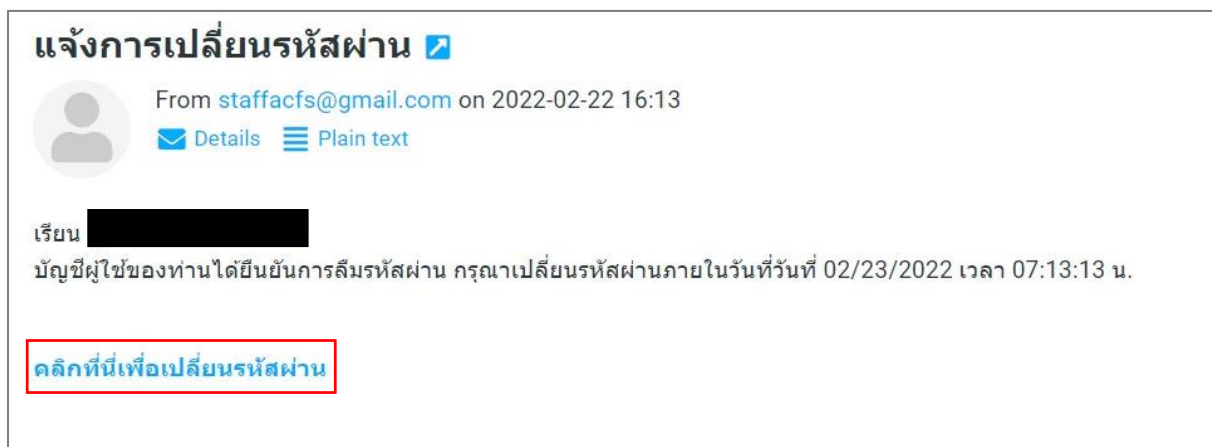 แจ้งการเปลี่ยนรหัสผ่าน
From staffacfs@gmail.com on 2022-02-22 16:13
Details Plain text
เรียน
บัญชีผู้ใช้ของท่านได้ยืนยันการลืมรหัสผ่าน กรุณาเปลี่ยนรหัสผ่านภายในวันที่วันที่ 02/23/2022 เวลา 07:13:13 น.
คลิกที่นี่เพื่อเปลี่ยนรหัสผ่าน